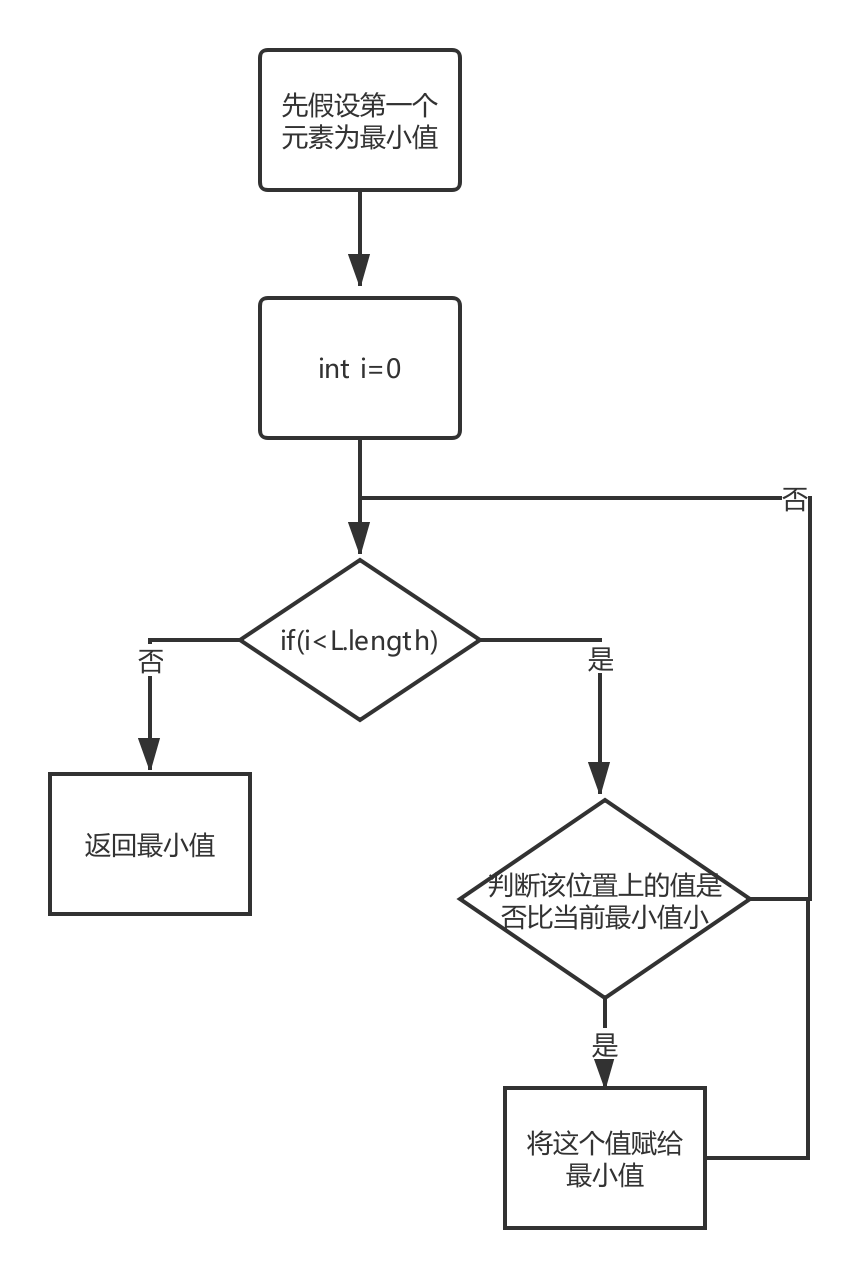 先假设第一个
元素为最小值
int i=0
否
if(i<L.length)
否
是
返回最小值
判断该位置上的值是
否比当前最小值小
是
将这个值赋给
最小值